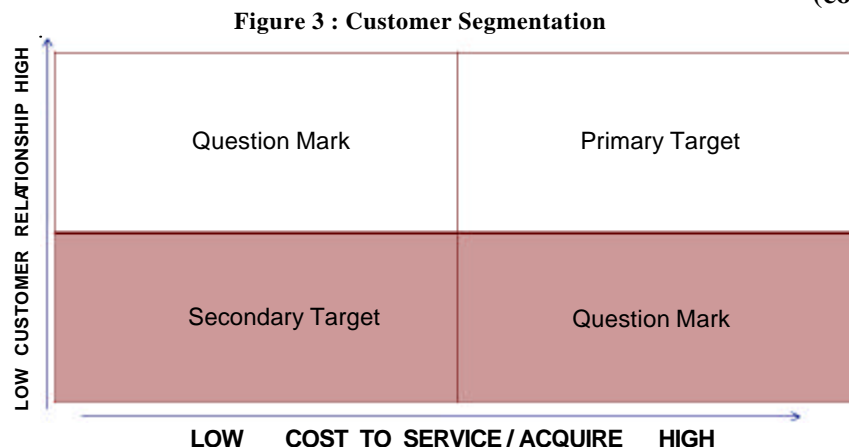 Figure 3 : Customer Segmentation
LOW CUSTOMER RELATIONSHIP HIGH
Question Mark
Primary Target
Secondary Target
Question Mark
LOW COST TO SERVICE / ACQUIRE HIGH